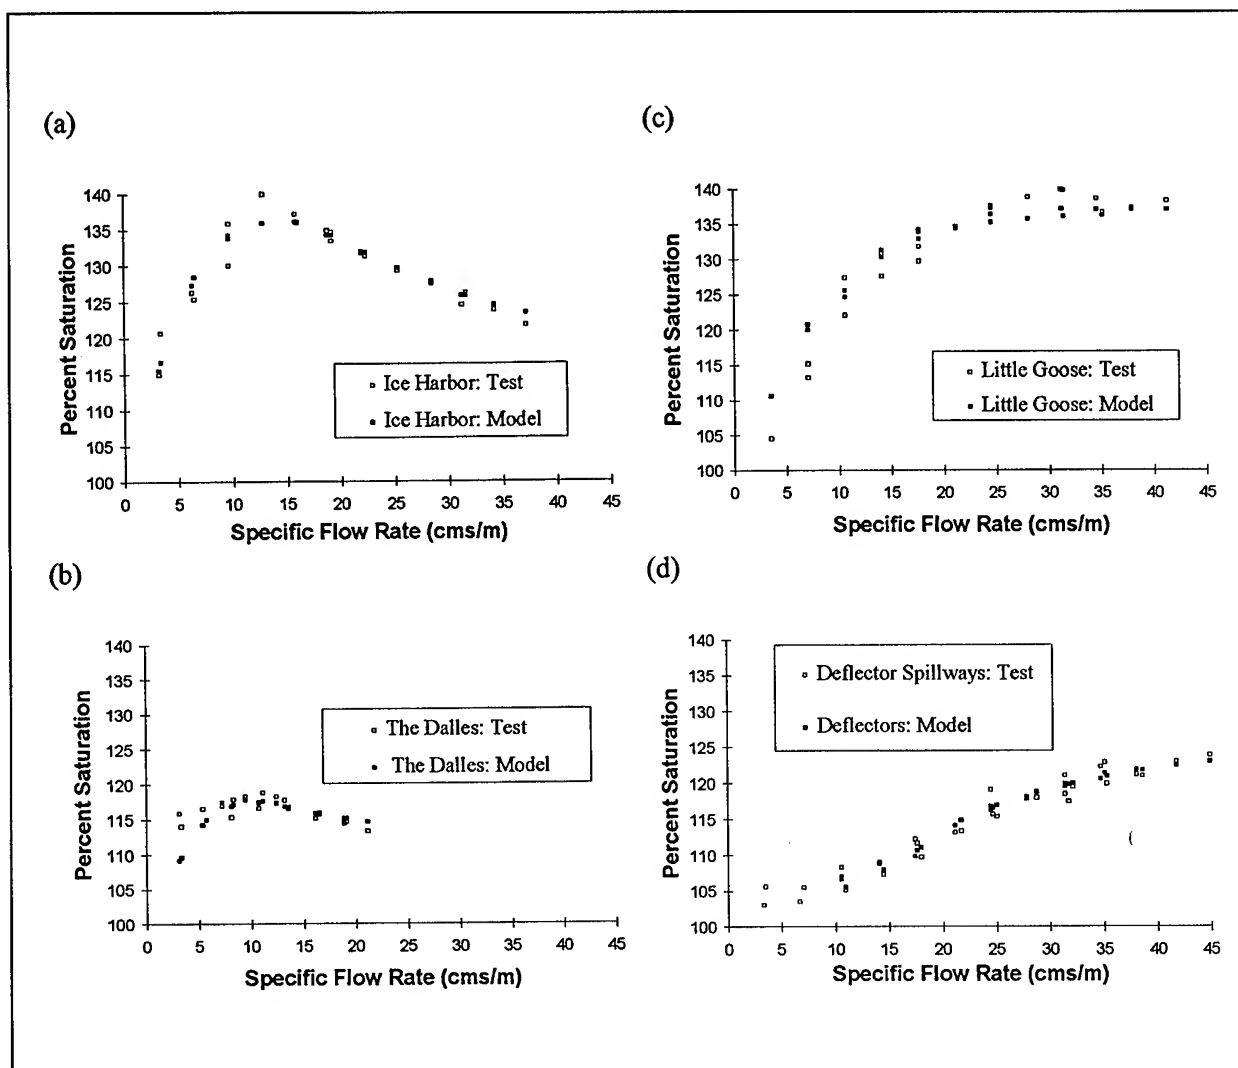 (a)
140
135
130
125
120
115
110
105
100
Percent Saturation
Ice Harbor: Test
Ice Harbor: Model
0 5 10 15 20 25 30 35 40 45
Specific Flow Rate (cms/m)
(c)
140
135
130
125
120
115
110
105
100
Percent Saturation
Little Goose: Test
Little Goose: Model
0 5 10 15 20 25 30 35 40 45
Specific Flow Rate (cms/m)
(b)
140
135
130
125
120
115
110
105
100
Percent Saturation
The Dalles: Test
The Dalles: Model
0 5 10 15 20 25 30 35 40 45
Specific Flow Rate (cms/m)
(d)
140
135
130
125
120
115
110
105
100
Percent Saturation
Deflector Spillways: Test
Deflectors: Model
0 5 10 15 20 25 30 35 40 45
Specific Flow Rate (cms/m)